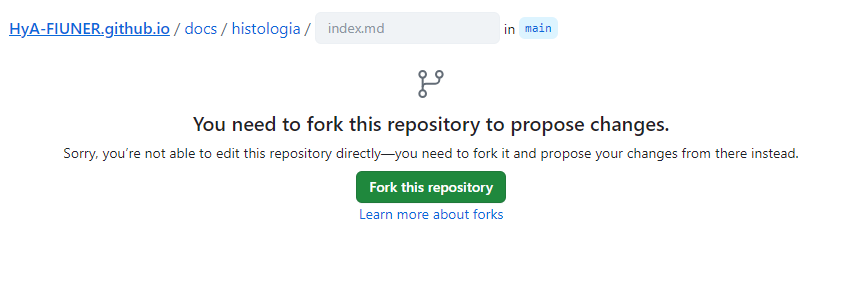 HyA-FIUNER.github.io / docs / histologia / index.md in main
You need to fork this repository to propose changes.
Sorry, you're not able to edit this repository directly—you need to fork it and propose your changes from there instead.
Fork this repository
Learn more about forks